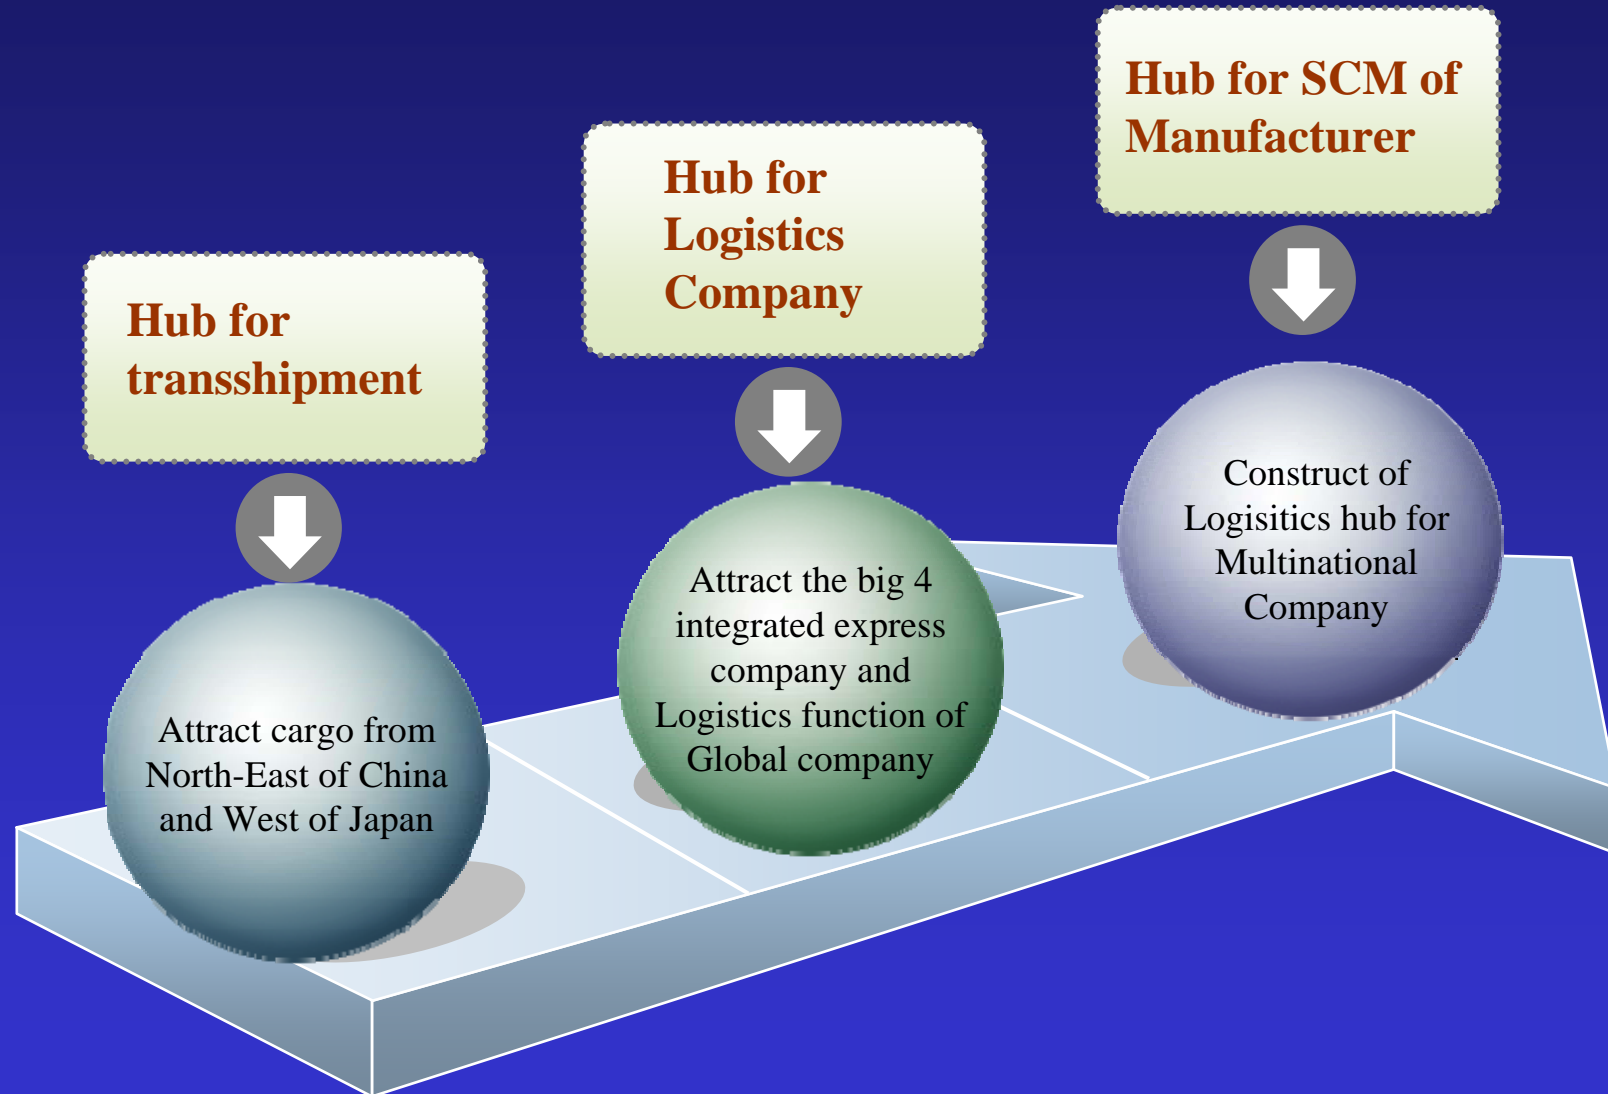 Hub for
transshipment
Attract cargo from
North-East of China
and West of Japan
Hub for
Logistics
Company
Attract the big 4
integrated express
company and
Logistics function of
Global company
Hub for SCM of
Manufacturer
Construct of
Logisitics hub for
Multinational
Company